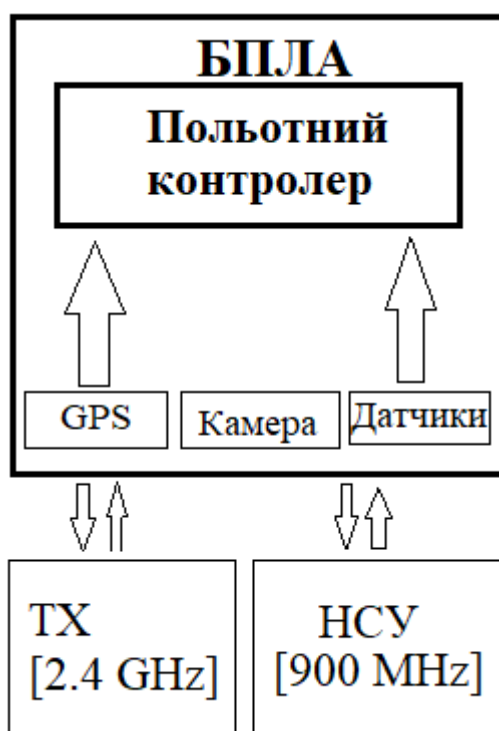 БПЛА
Польотний
контролер
GPS
Камера
Датчики
TX
[2.4 GHz]
НСУ
[900 MHz]